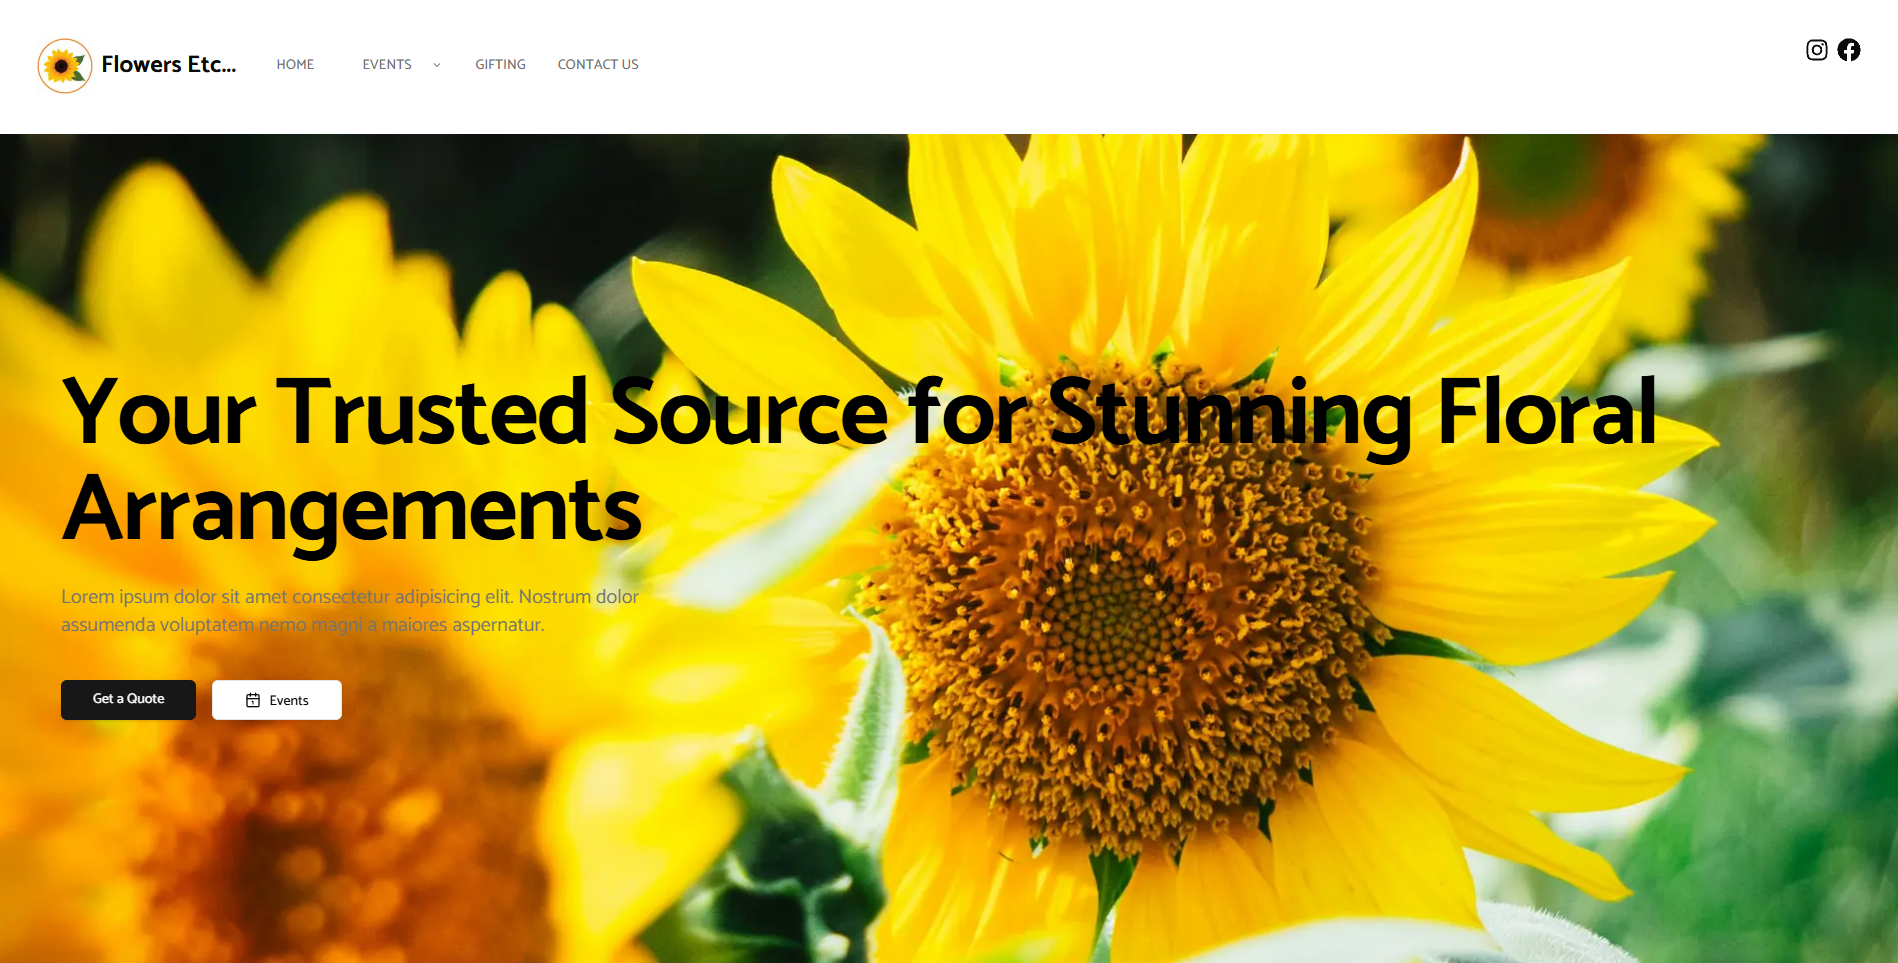 Flowers Etc...
HOME
EVENTS
GIFTING
CONTACT US
Your Trusted Source for Stunning Floral
Arrangements
Lorem ipsum dolor sit amet consectetur adipisicing elit. Nostrum dolor
assumenda voluptatem nemo magni a maiores aspernatur.
Get a Quote
Events